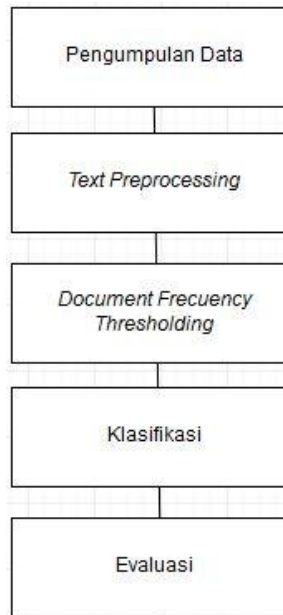 Pengumpulan Data
Text Preprocessing
Document Frecuency
Thresholding
Klasifikasi
Evaluasi